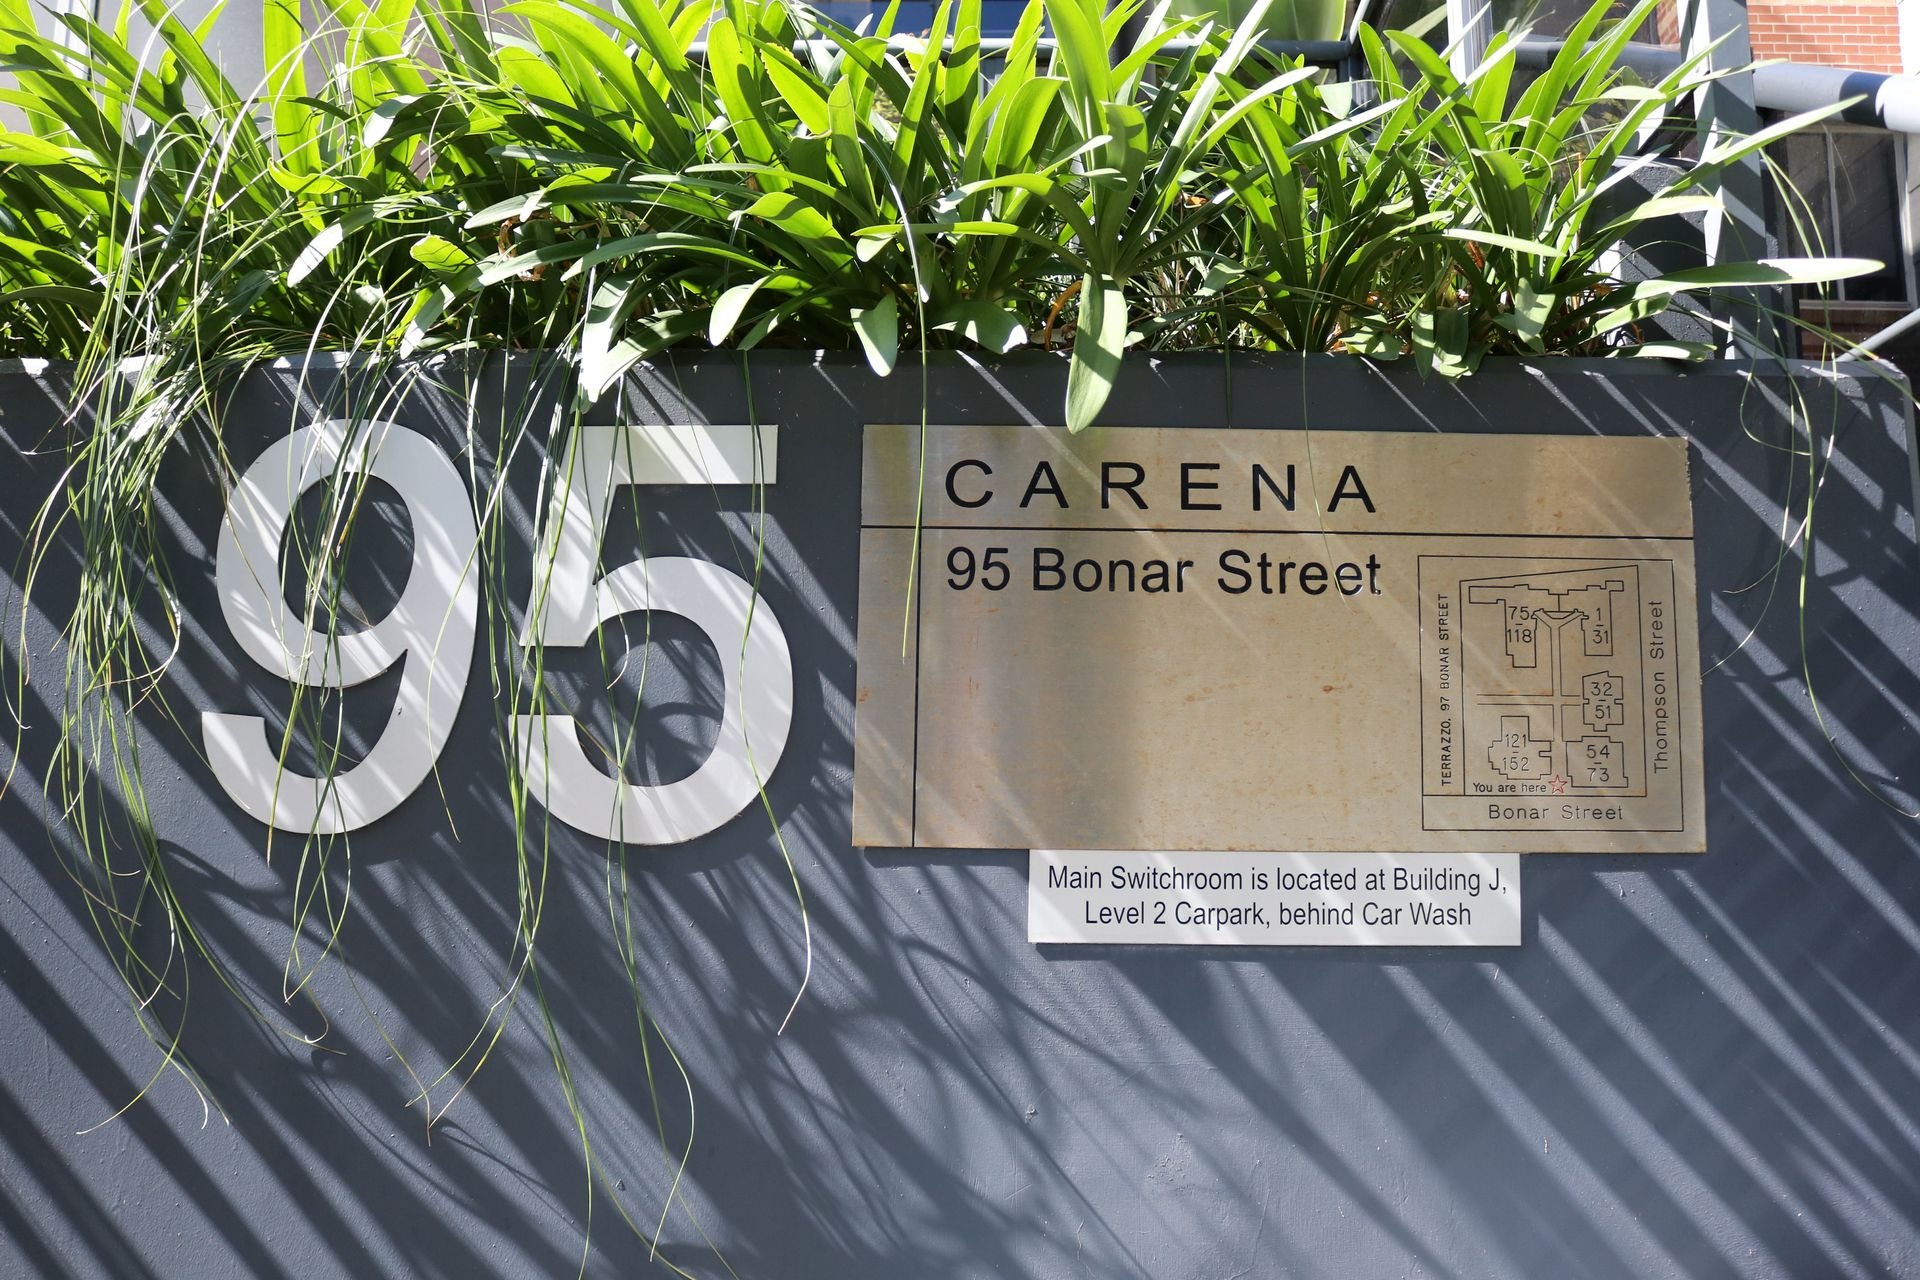 95
CARENA
95 Bonar Street
TERRAZZO, 97 BONAR STREET
75
118
1
31
32
51
121
152
54
73
You are here
Bonar Street
Thompson Street
Main Switchroom is located at Building J,
Level 2 Carpark, behind Car Wash